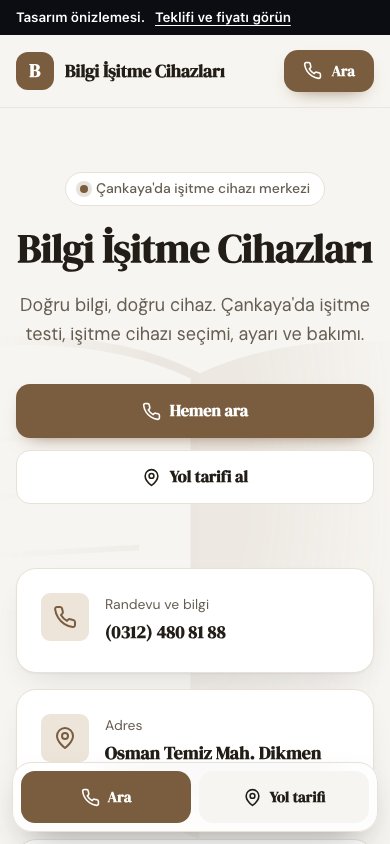 Tasarım önizlemesi. Teklifi ve fiyatı görün
B Bilgi İşitme Cihazları Ara
Çankaya'da işitme cihazı merkezi
Bilgi İşitme Cihazları
Doğru bilgi, doğru cihaz. Çankaya'da işitme
testi, işitme cihazı seçimi, ayarı ve bakımı.
Hemen ara
Yol tarifi al
Randevu ve bilgi
(0312) 480 81 88
Adres
Osman Temiz Mah. Dikmen
Ara Yol tarifi